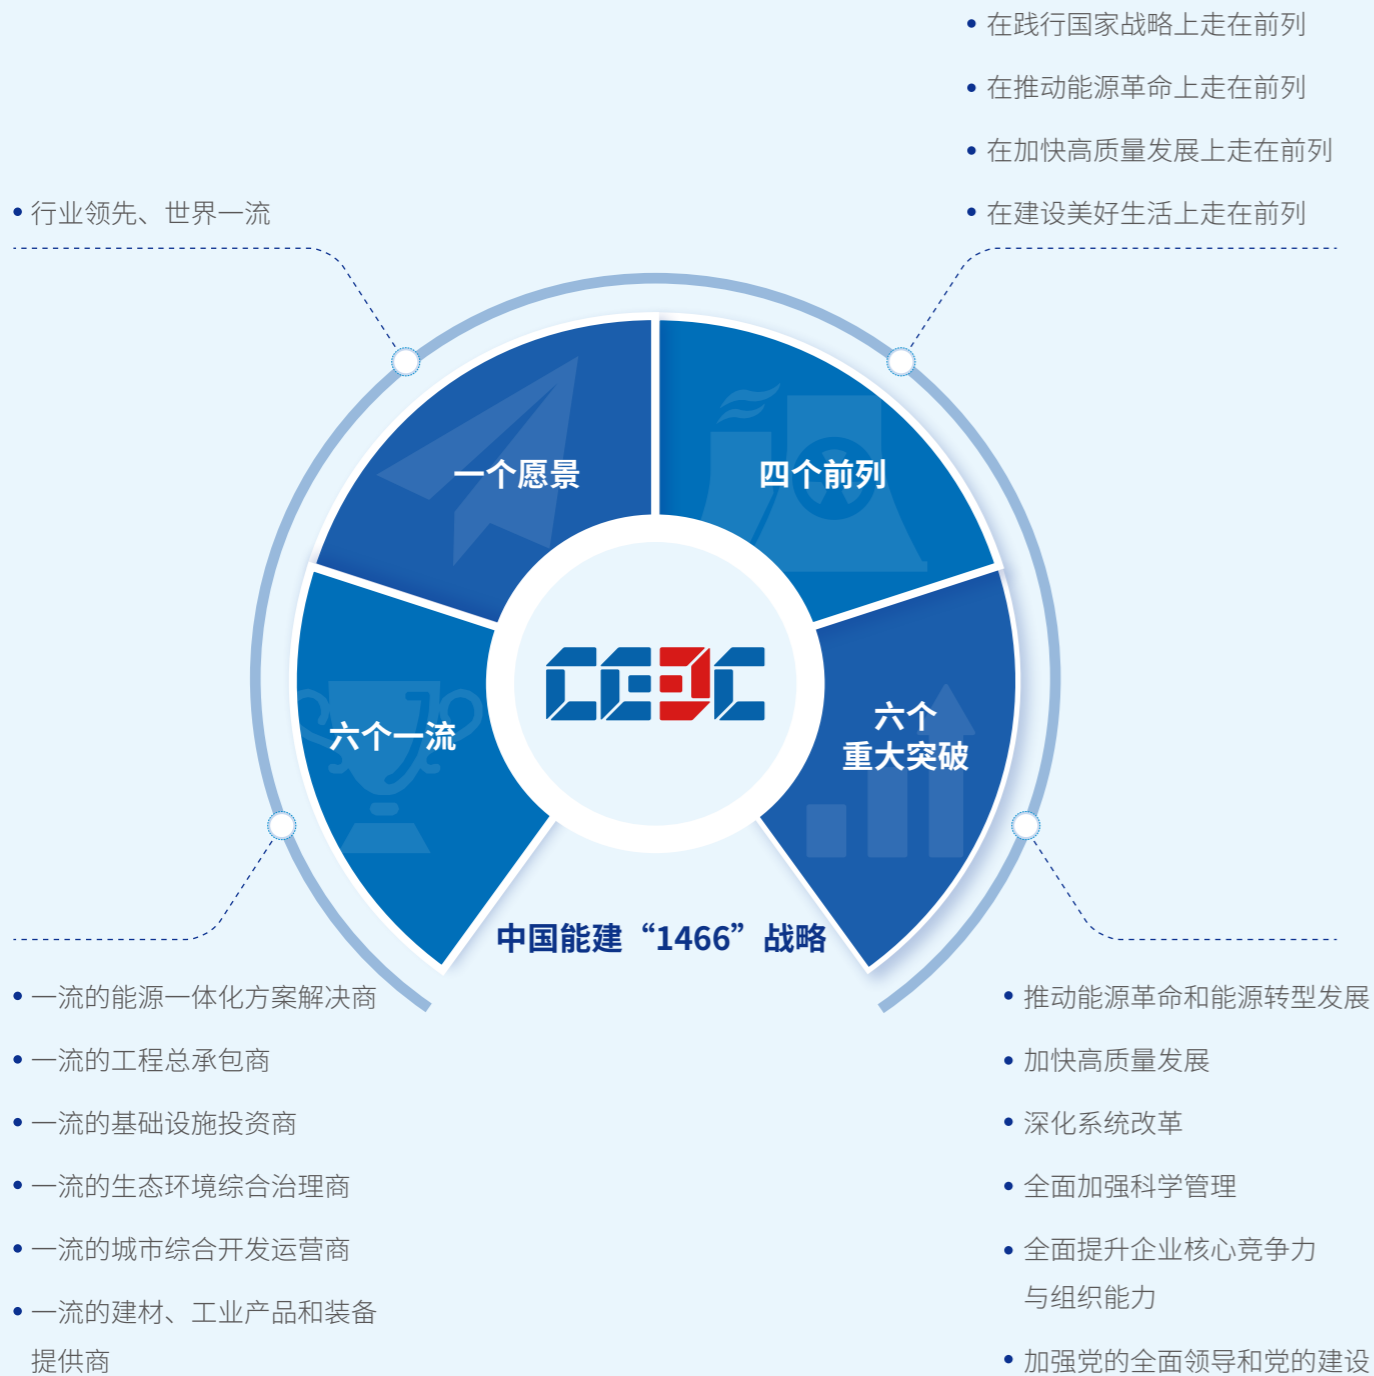 在践行国家战略上走在前列
在推动能源革命上走在前列
在加快高质量发展上走在前列
在建设美好生活上走在前列
行业领先、世界一流
一个愿景
四个前列
六个一流
六个
重大突破
CEEC
中国能建“1466”战略
一流的能源一体化方案解决商
一流的工程总承包商
一流的基础设施投资商
一流的生态环境综合治理商
一流的城市综合开发运营商
一流的建材、工业产品和装备
提供商
推动能源革命和能源转型发展
加快高质量发展
深化系统改革
全面加强科学管理
全面提升企业核心竞争力
与组织能力
加强党的全面领导和党的建设